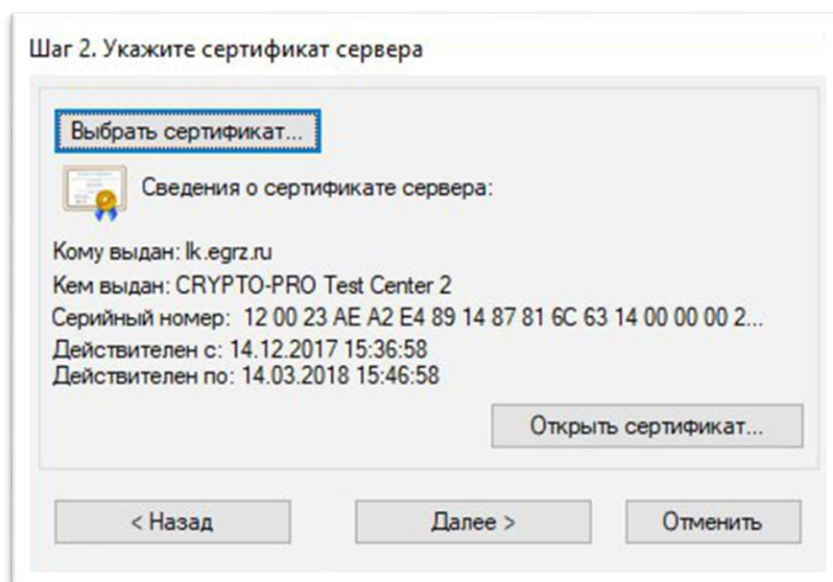 Шаг 2. Укажите сертификат сервера
Выбрать сертификат...
Сведения о сертификате сервера:
Кому выдан: lk.egrz.ru
Кем выдан: CRYPTO-PRO Test Center 2
Серийный номер: 12 00 23 AE A2 E4 89 14 87 81 6C 63 14 00 00 00 2...
Действителен с: 14.12.2017 15:36:58
Действителен по: 14.03.2018 15:46:58
Открыть сертификат...
< Назад
Далее >
Отменить